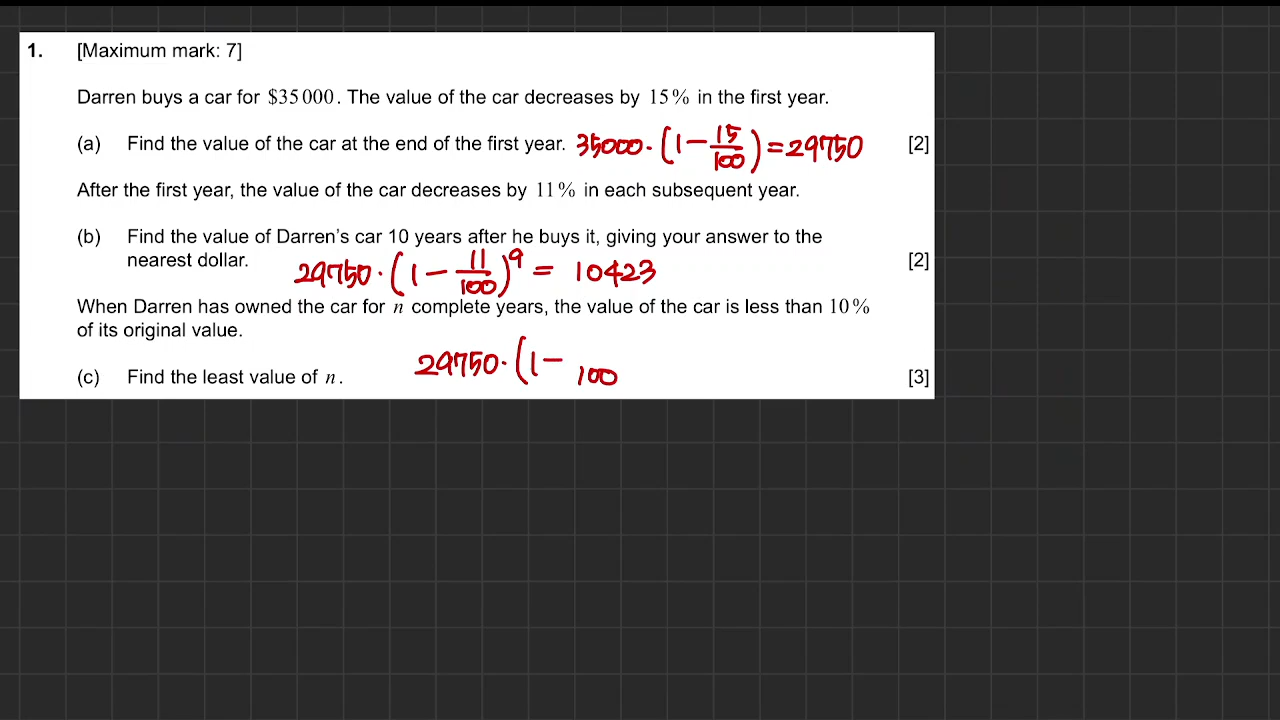 1. [Maximum mark: 7]
Darren buys a car for $35 000. The value of the car decreases by 15% in the first year.
(a) Find the value of the car at the end of the first year. 35000·(1−15/100)=29750 [2]
After the first year, the value of the car decreases by 11% in each subsequent year.
(b) Find the value of Darren's car 10 years after he buys it, giving your answer to the
nearest dollar. 29750·(1−11/100)^9 = 10423 [2]
When Darren has owned the car for n complete years, the value of the car is less than 10%
of its original value.
29750·(1− 100
(c) Find the least value of n. [3]